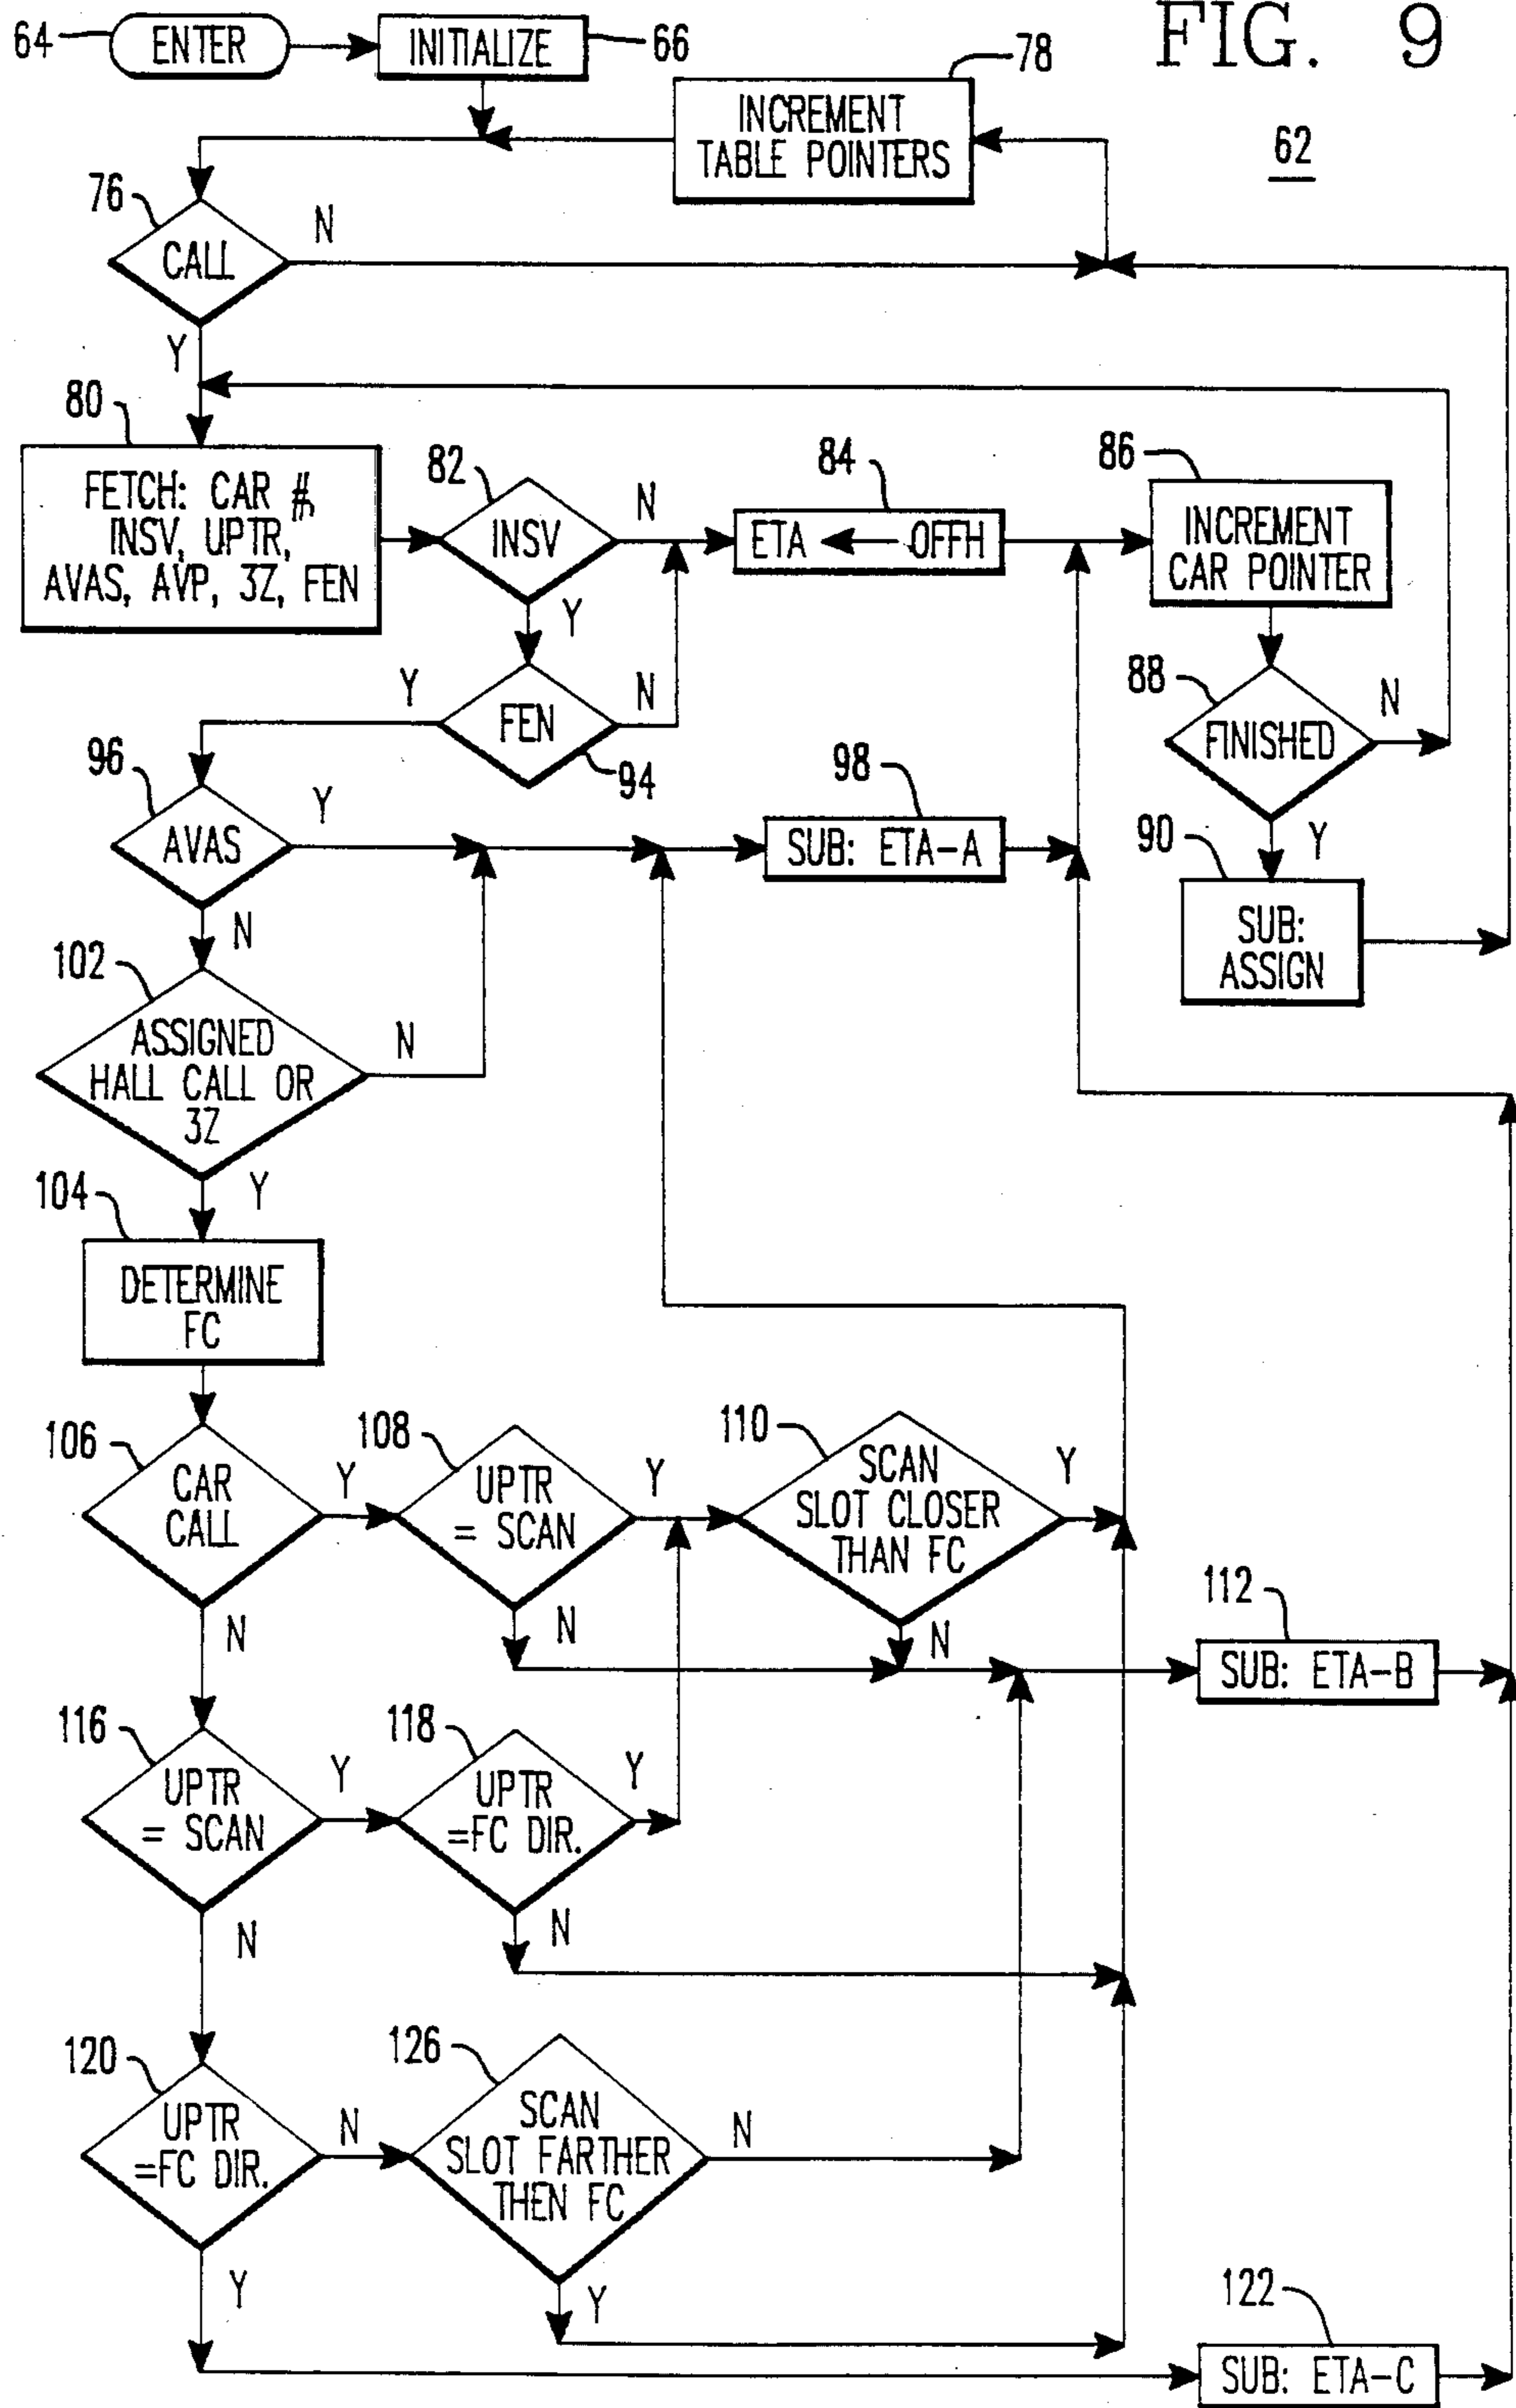 FIG. 9
64
ENTER
INITIALIZE
66
78
INCREMENT
TABLE POINTERS
62
76
CALL
N
Y
80
FETCH: CAR #,
INSV, UPTR,
AVAS, AVP, 3Z, FEN
82
INSV
N
Y
84
ETA ← OFFH
86
INCREMENT
CAR POINTER
FEN
Y
N
94
88
FINISHED
N
Y
96
AVAS
Y
N
98
SUB: ETA-A
90
SUB:
ASSIGN
102
ASSIGNED
HALL CALL OR
3Z
N
Y
104
DETERMINE
FC
106
CAR
CALL
Y
N
108
UPTR
= SCAN
Y
N
110
SCAN
SLOT CLOSER
THAN FC
Y
N
112
SUB: ETA-B
116
UPTR
= SCAN
Y
N
118
UPTR
=FC DIR.
Y
N
120
UPTR
=FC DIR.
N
Y
126
SCAN
SLOT FARTHER
THEN FC
N
Y
122
SUB: ETA-C